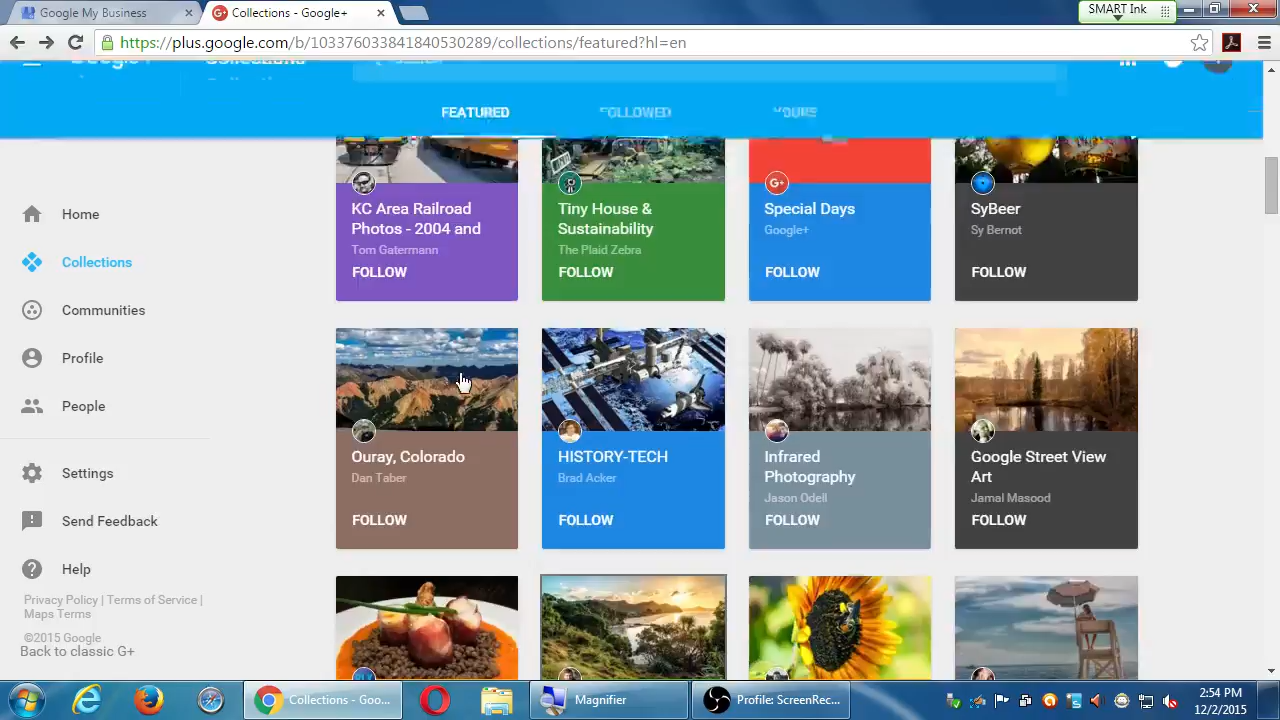 Google My Business
Collections - Google+
SMART Ink
https://plus.google.com/b/103376033841840530289/collections/featured?hl=en
FEATURED
FOLLOWED
YOURS
Home
Collections
Communities
Profile
People
Settings
Send Feedback
Help
Privacy Policy | Terms of Service |
Maps Terms
©2015 Google
Back to classic G+
KC Area Railroad
Photos - 2004 and
Tom Gatermann
FOLLOW
Tiny House &
Sustainability
The Plaid Zebra
FOLLOW
G+
Special Days
Google+
FOLLOW
SyBeer
Sy Bernot
FOLLOW
Ouray, Colorado
Dan Taber
FOLLOW
HISTORY-TECH
Brad Acker
FOLLOW
Infrared
Photography
Jason Odell
FOLLOW
Google Street View
Art
Jamal Masood
FOLLOW
Collections - Goo...
Magnifier
Profile: ScreenRec...
2:54 PM
12/2/2015